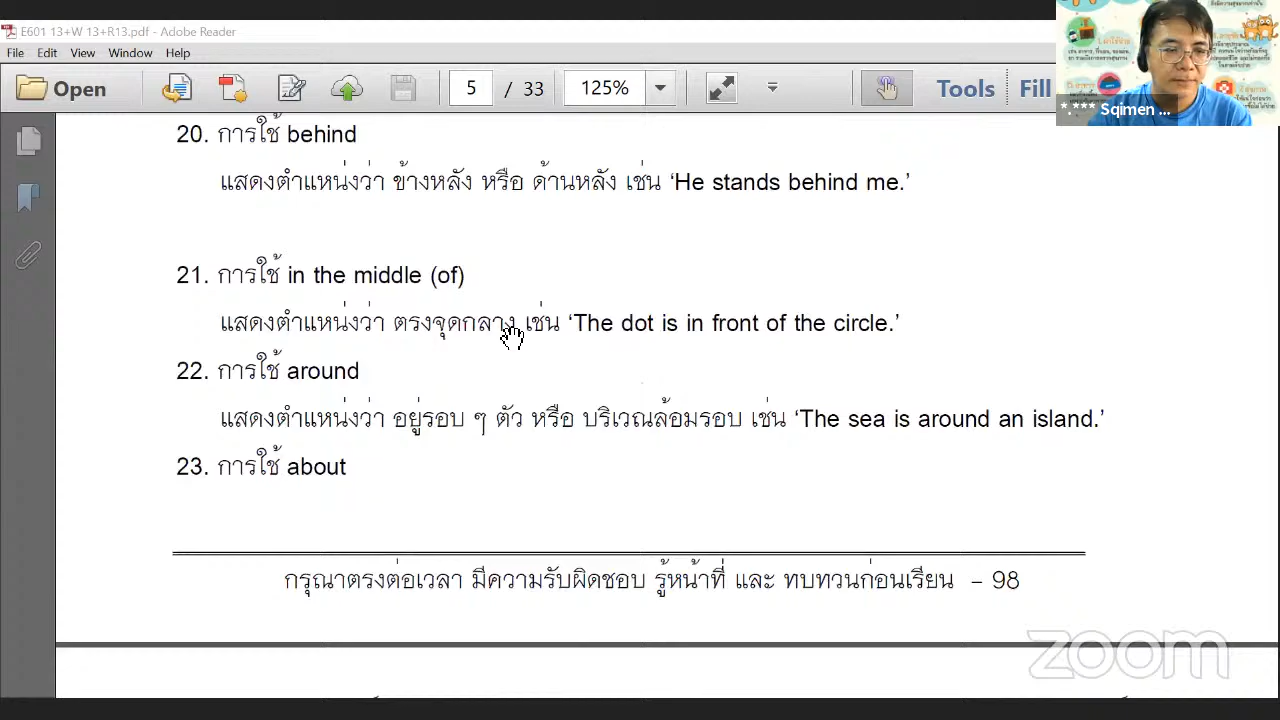 E601 13+W 13+R13.pdf - Adobe Reader
File Edit View Window Help
Open 5 / 33 125% Tools Fill
* *** Sqimen ...
20. การใช้ behind
แสดงตำแหน่งว่า ข้างหลัง หรือ ด้านหลัง เช่น ‘He stands behind me.’
21. การใช้ in the middle (of)
แสดงตำแหน่งว่า ตรงจุดกลาง เช่น ‘The dot is in front of the circle.’
22. การใช้ around
แสดงตำแหน่งว่า อยู่รอบ ๆ ตัว หรือ บริเวณล้อมรอบ เช่น ‘The sea is around an island.’
23. การใช้ about
กรุณาตรงต่อเวลา มีความรับผิดชอบ รู้หน้าที่ และ ทบทวนก่อนเรียน – 98
zoom